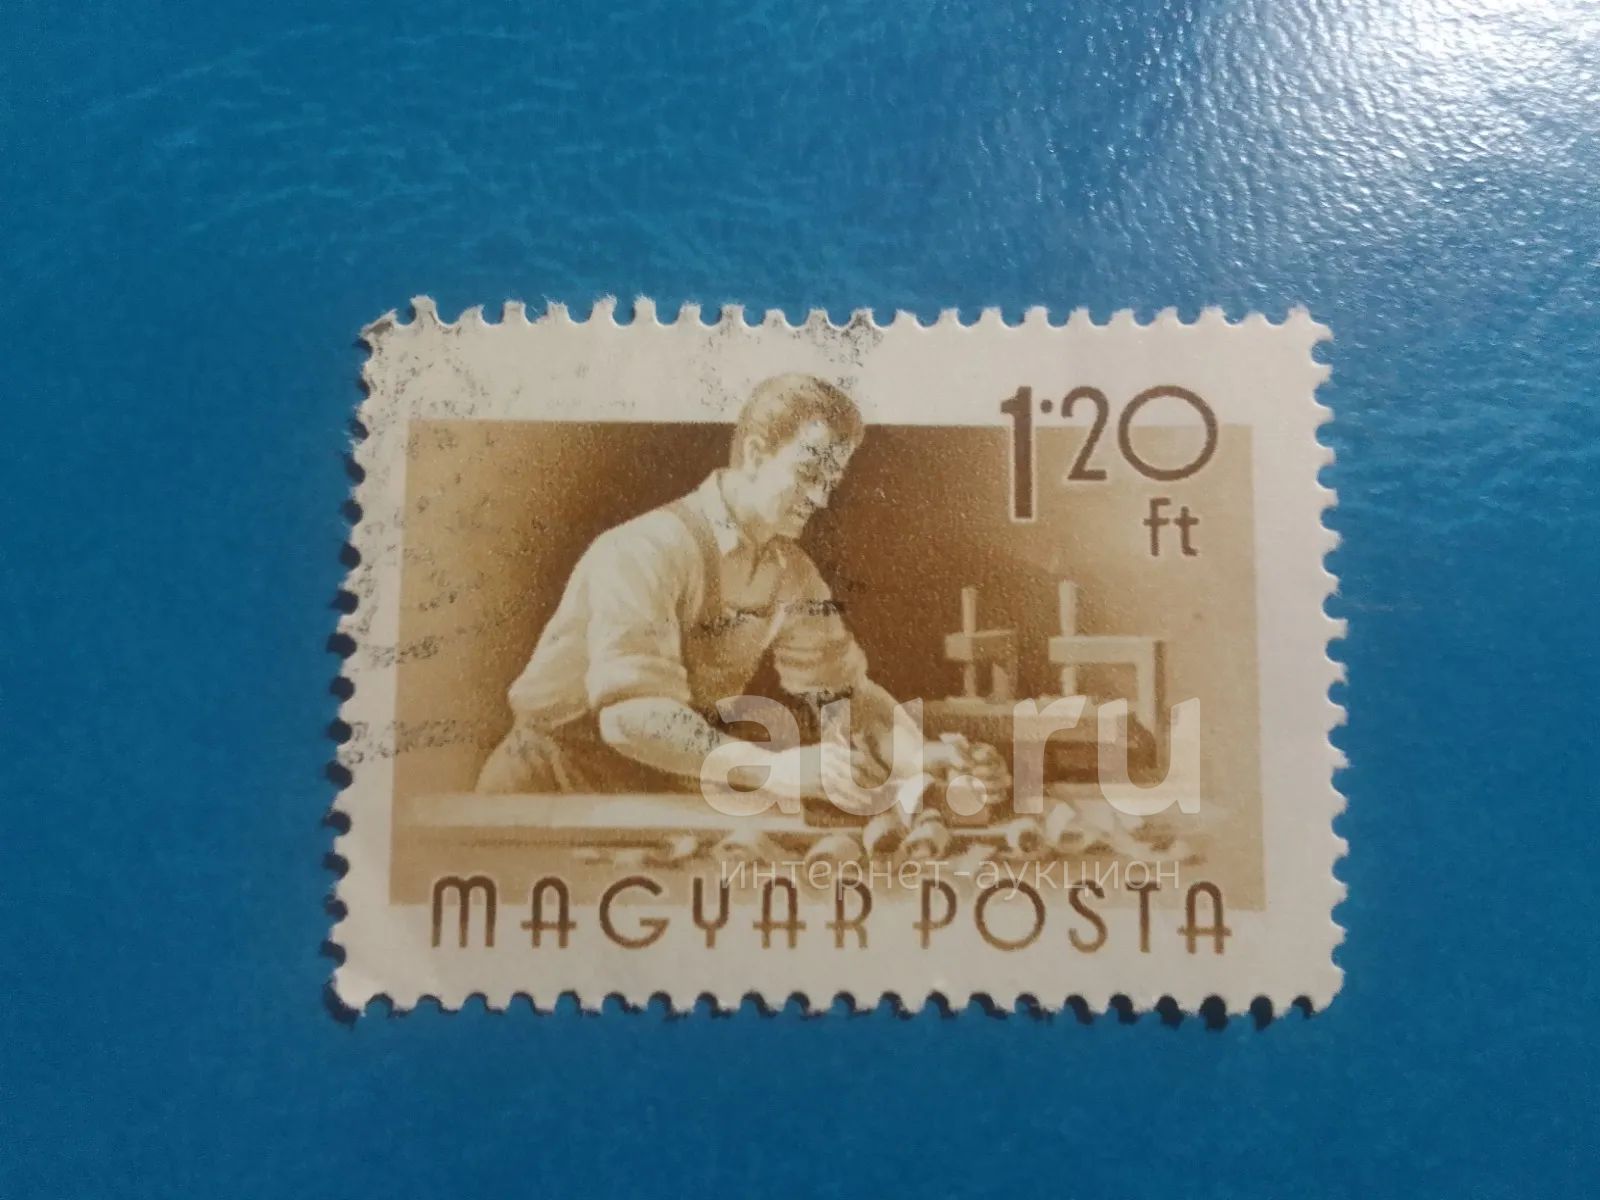 1.20
ft
au.ru
интернет-аукцион
MAGYAR POSTA